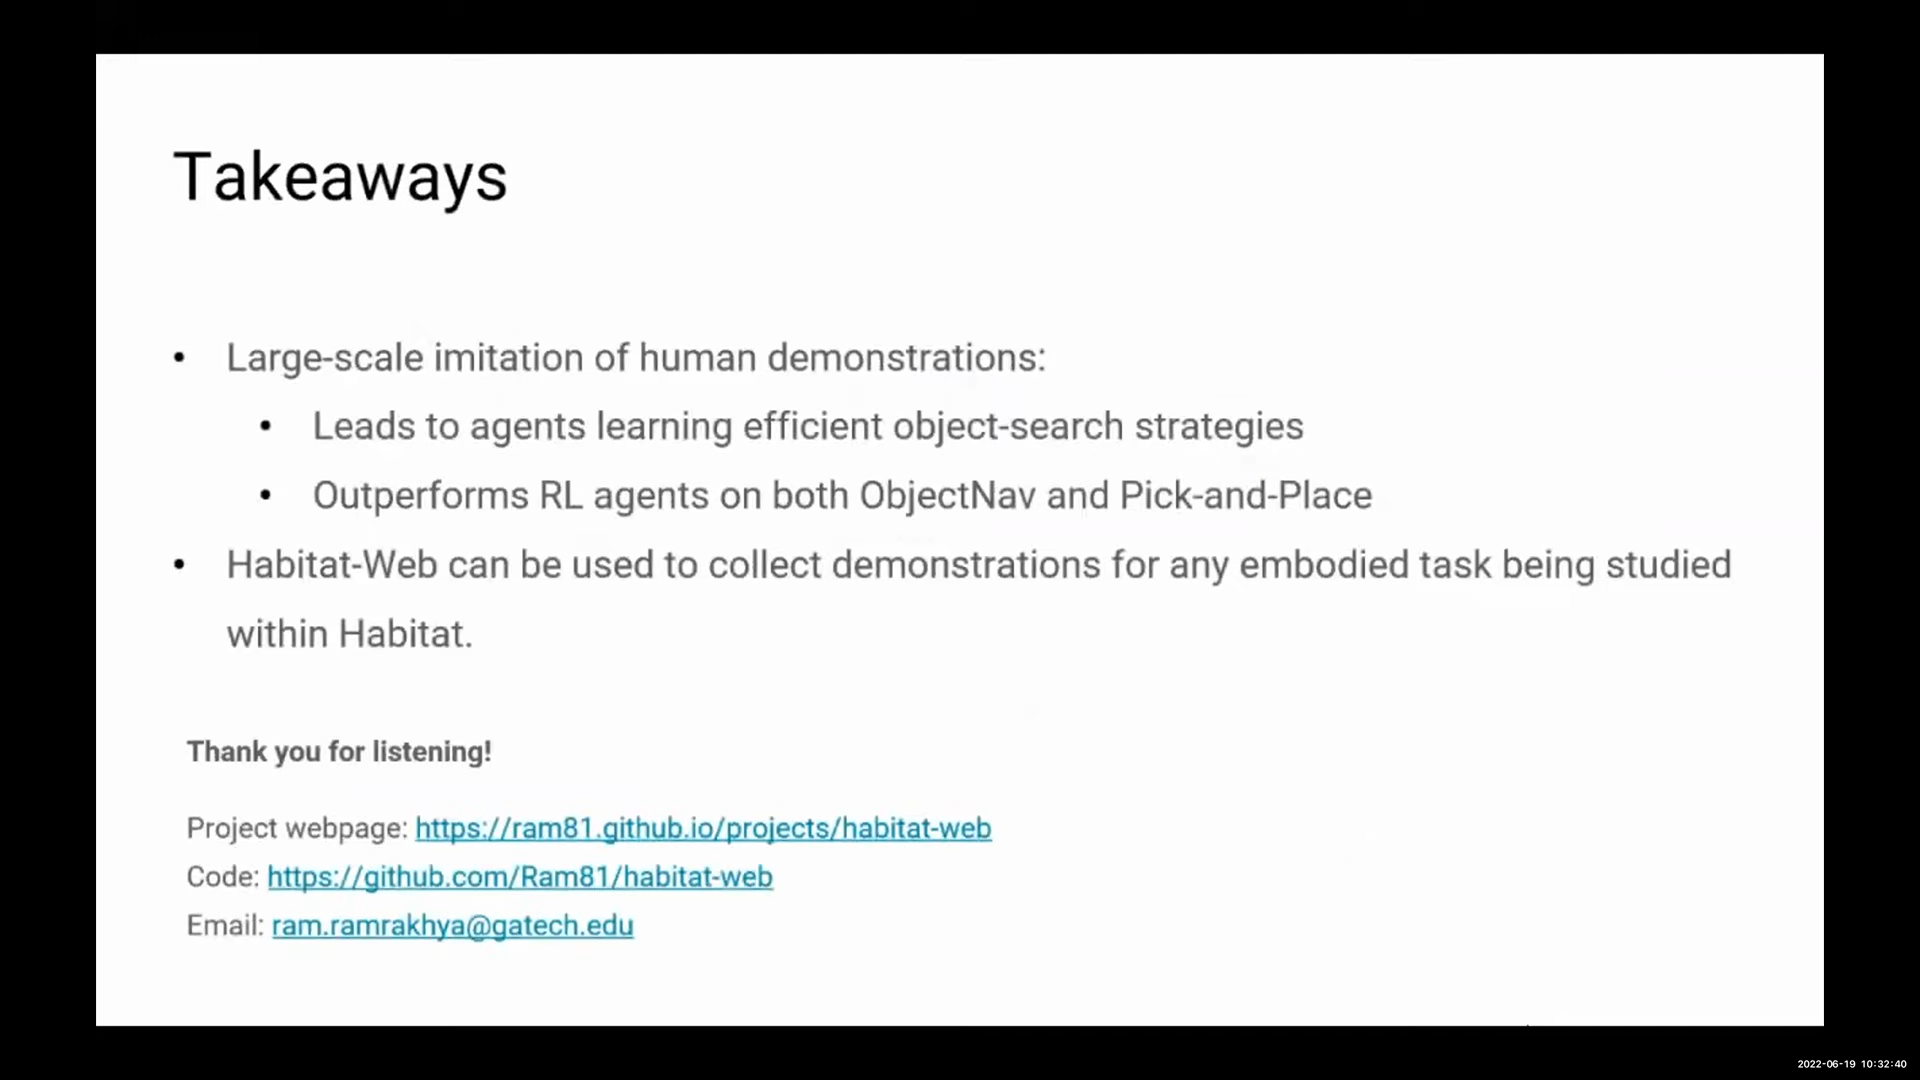 Takeaways
• Large-scale imitation of human demonstrations:
• Leads to agents learning efficient object-search strategies
• Outperforms RL agents on both ObjectNav and Pick-and-Place
• Habitat-Web can be used to collect demonstrations for any embodied task being studied
within Habitat.
Thank you for listening!
Project webpage: https://ram81.github.io/projects/habitat-web
Code: https://github.com/Ram81/habitat-web
Email: ram.ramrakhya@gatech.edu
2022-06-19 10:32:40